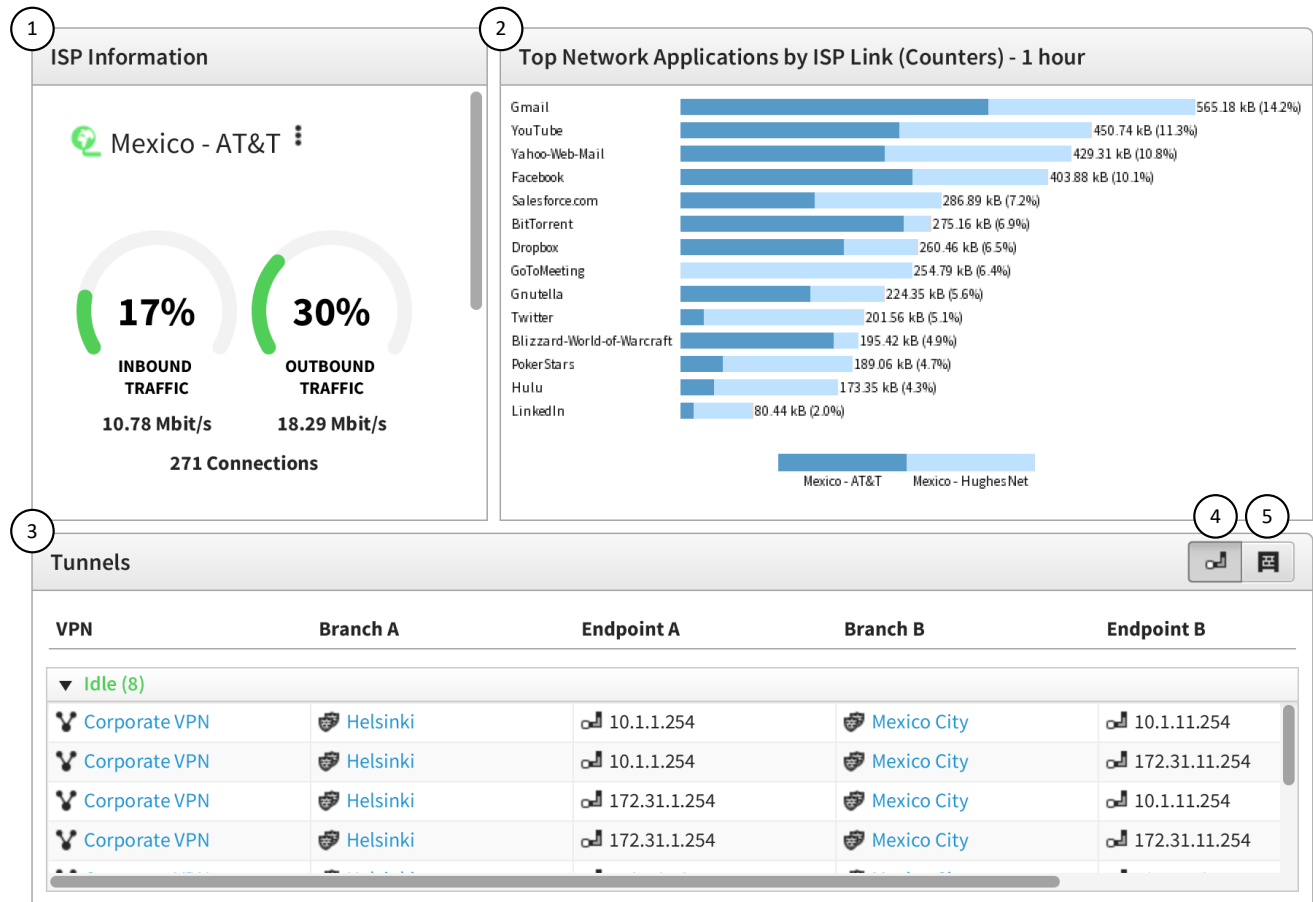 1
ISP Information
Mexico - AT&T
17%
30%
INBOUND
TRAFFIC
OUTBOUND
TRAFFIC
10.78 Mbit/s
18.29 Mbit/s
271 Connections
2
Top Network Applications by ISP Link (Counters) - 1 hour
Gmail 565.18 kB (14.2%)
YouTube 450.74 kB (11.3%)
Yahoo-Web-Mail 429.31 kB (10.8%)
Facebook 403.88 kB (10.1%)
Salesforce.com 286.89 kB (7.2%)
BitTorrent 275.16 kB (6.9%)
Dropbox 260.46 kB (6.5%)
GoToMeeting 254.79 kB (6.4%)
Gnutella 224.35 kB (5.6%)
Twitter 201.56 kB (5.1%)
Blizzard-World-of-Warcraft 195.42 kB (4.9%)
PokerStars 189.06 kB (4.7%)
Hulu 173.35 kB (4.3%)
LinkedIn 80.44 kB (2.0%)
Mexico - AT&T Mexico - HughesNet
3
Tunnels
4 5
VPN Branch A Endpoint A Branch B Endpoint B
Idle (8)
Corporate VPN Helsinki 10.1.1.254 Mexico City 10.1.11.254
Corporate VPN Helsinki 10.1.1.254 Mexico City 172.31.11.254
Corporate VPN Helsinki 172.31.1.254 Mexico City 10.1.11.254
Corporate VPN Helsinki 172.31.1.254 Mexico City 172.31.11.254